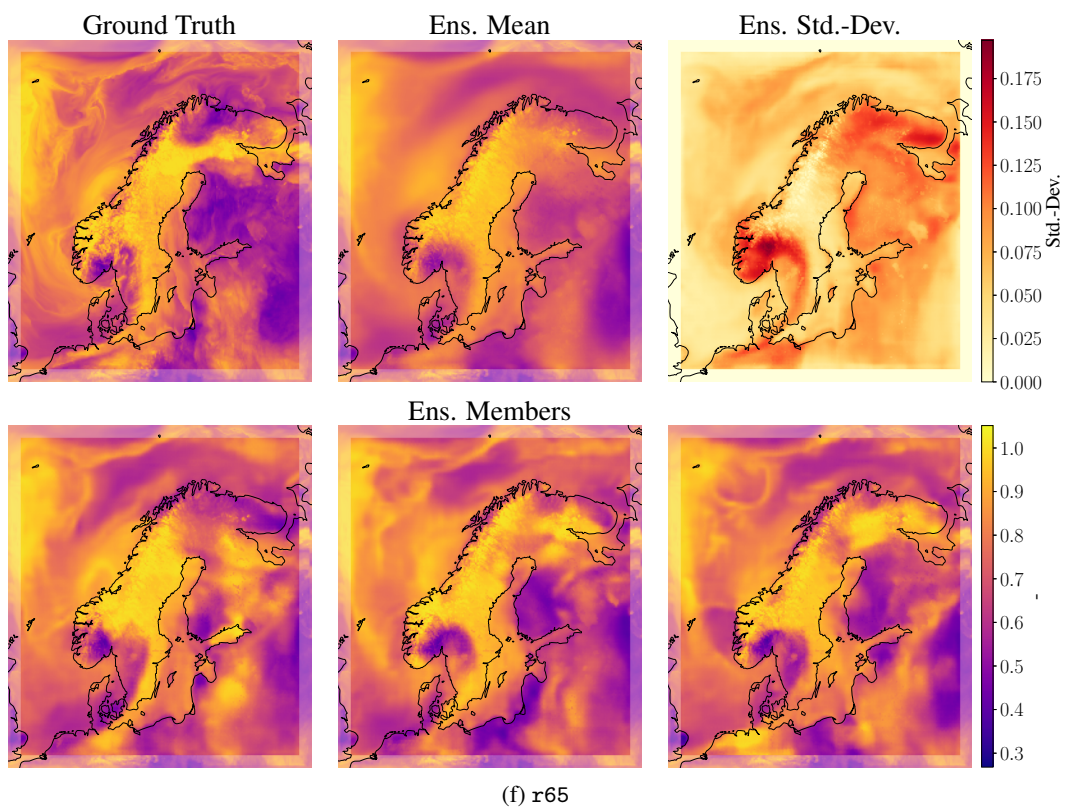 Ground Truth
Ens. Mean
Ens. Std.-Dev.
0.175
0.150
0.125
0.100
0.075
0.050
0.025
0.000
Std.-Dev.
Ens. Members
1.0
0.9
0.8
0.7
0.6
0.5
0.4
0.3
-
(f) r65